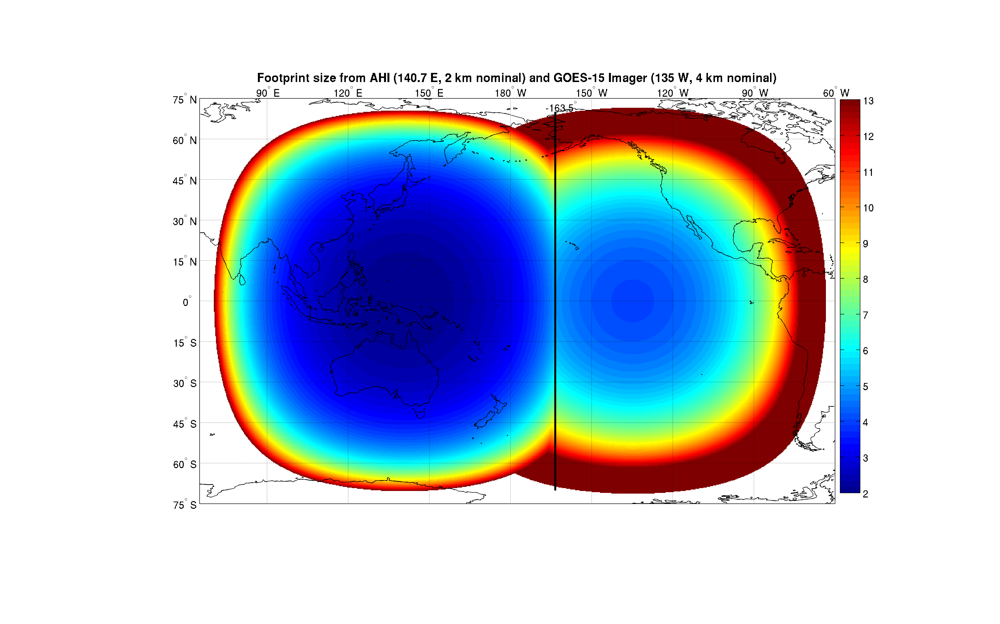 Footprint size from AHI (140.7 E, 2 km nominal) and GOES-15 Imager (135 W, 4 km nominal)
90° E 120° E 150° E 180° W 150° W 120° W 90° W 60° W
75° N
-163.5°
60° N
45° N
30° N
15° N
0°
15° S
30° S
45° S
60° S
75° S
13
12
11
10
9
8
7
6
5
4
3
2